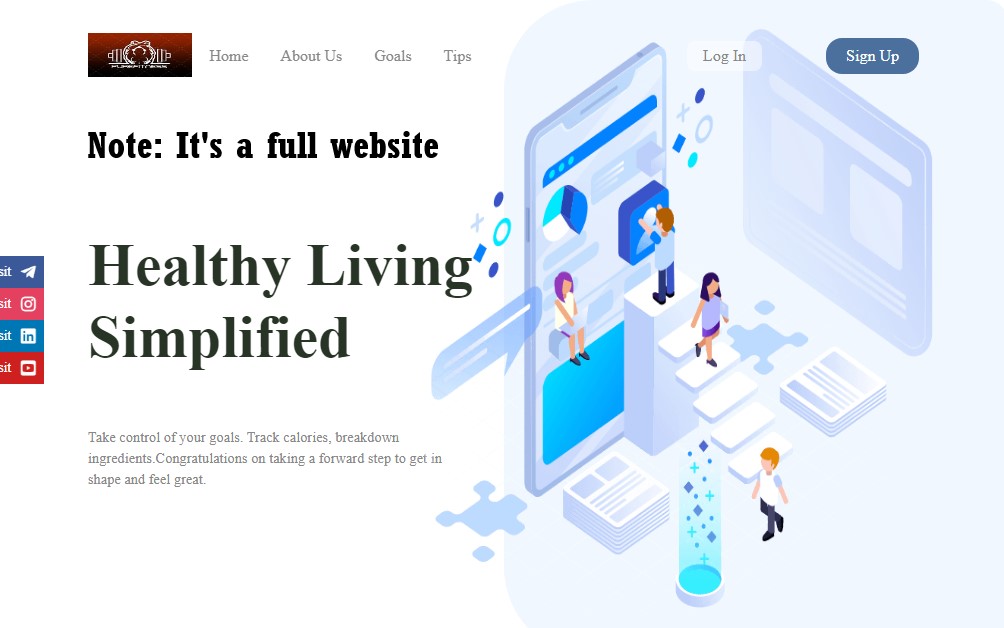 Home About Us Goals Tips Log In Sign Up
Note: It's a full website
Healthy Living
Simplified
sit
sit
sit
sit
Take control of your goals. Track calories, breakdown
ingredients.Congratulations on taking a forward step to get in
shape and feel great.